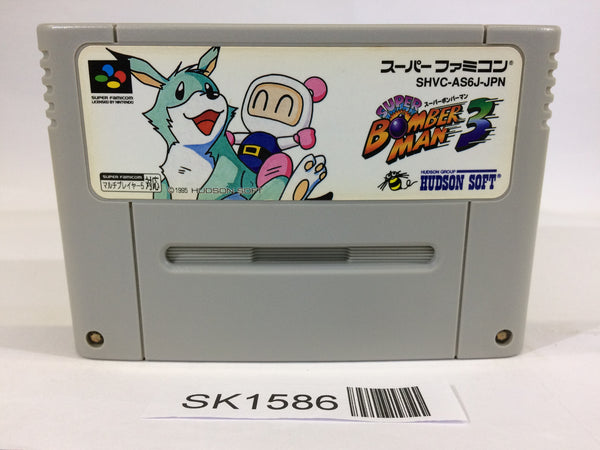 SUPER FAMICOM
LICENSED BY NINTENDO
スーパーファミコン®
SHVC-AS6J-JPN
スーパーボンバーマン
SUPER
BOMBER
MAN 3
HUDSON GROUP
HUDSON SOFT®
SUPER FAMICOM
マルチプレイヤー5 対応
©1995 HUDSON SOFT
SK1586